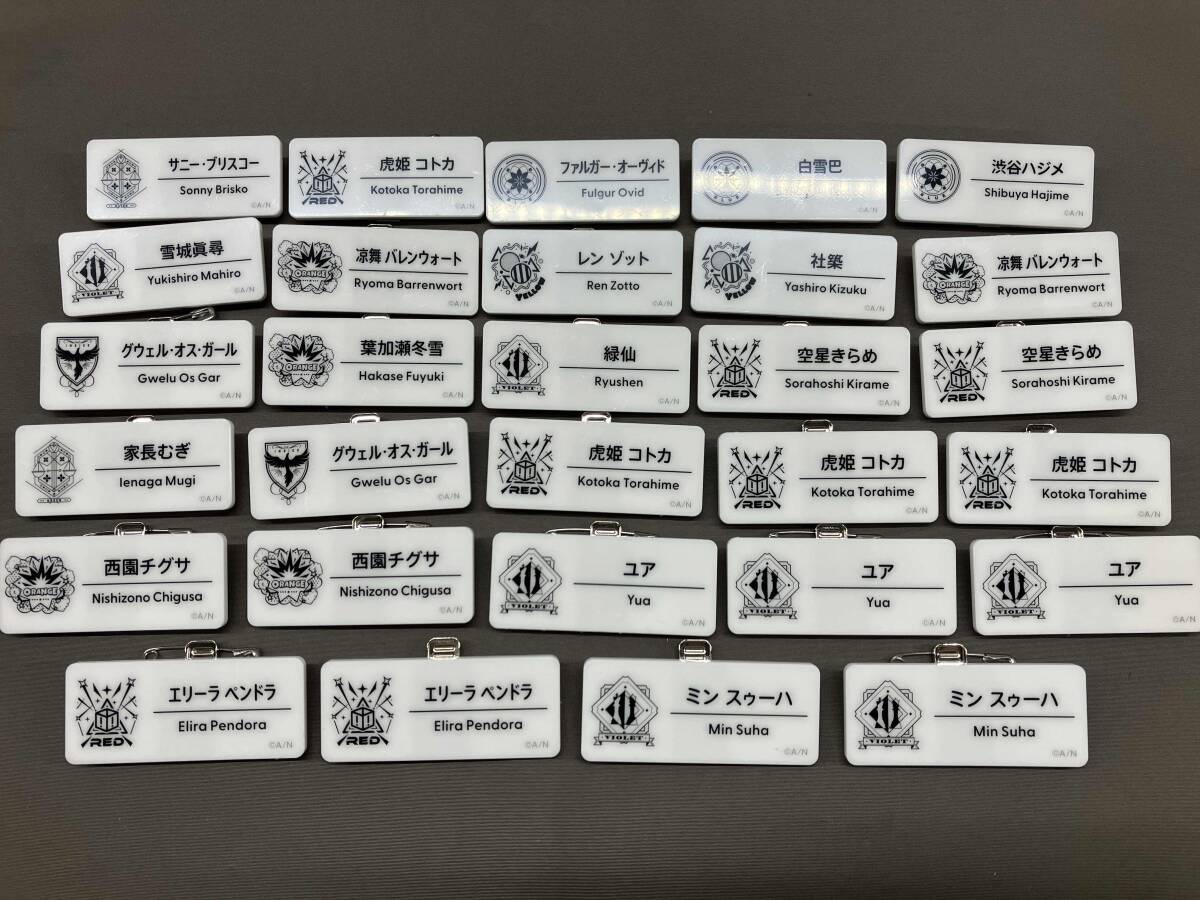 サニー・ブリスコー
Sonny Brisko
©A/N
虎姫 コトカ
Kotoka Torahime
RED
©A/N
ファルガー・オーヴィド
Fulgur Ovid
BLUE
©A/N
白雪巴
BLUE
©A/N
渋谷ハジメ
Shibuya Hajime
BLUE
©A/N
雪城眞尋
Yukishiro Mahiro
VIOLET
©A/N
涼舞 バレンウォート
Ryoma Barrenwort
ORANGE
©A/N
レン ゾット
Ren Zotto
YELLOW
©A/N
社築
Yashiro Kizuku
YELLOW
©A/N
涼舞 バレンウォート
Ryoma Barrenwort
ORANGE
©A/N
グウェル・オス・ガール
Gwelu Os Gar
©A/N
葉加瀬冬雪
Hakase Fuyuki
ORANGE
©A/N
緑仙
Ryushen
VIOLET
©A/N
空星きらめ
Sorahoshi Kirame
RED
©A/N
空星きらめ
Sorahoshi Kirame
RED
©A/N
家長むぎ
Ienaga Mugi
©A/N
グウェル・オス・ガール
Gwelu Os Gar
©A/N
虎姫 コトカ
Kotoka Torahime
RED
©A/N
虎姫 コトカ
Kotoka Torahime
RED
©A/N
虎姫 コトカ
Kotoka Torahime
RED
©A/N
西園チグサ
Nishizono Chigusa
ORANGE
©A/N
西園チグサ
Nishizono Chigusa
ORANGE
©A/N
ユア
Yua
VIOLET
©A/N
ユア
Yua
VIOLET
©A/N
ユア
Yua
VIOLET
©A/N
エリーラ ペンドラ
Elira Pendora
RED
©A/N
エリーラ ペンドラ
Elira Pendora
RED
©A/N
ミン スゥーハ
Min Suha
VIOLET
©A/N
ミン スゥーハ
Min Suha
VIOLET
©A/N